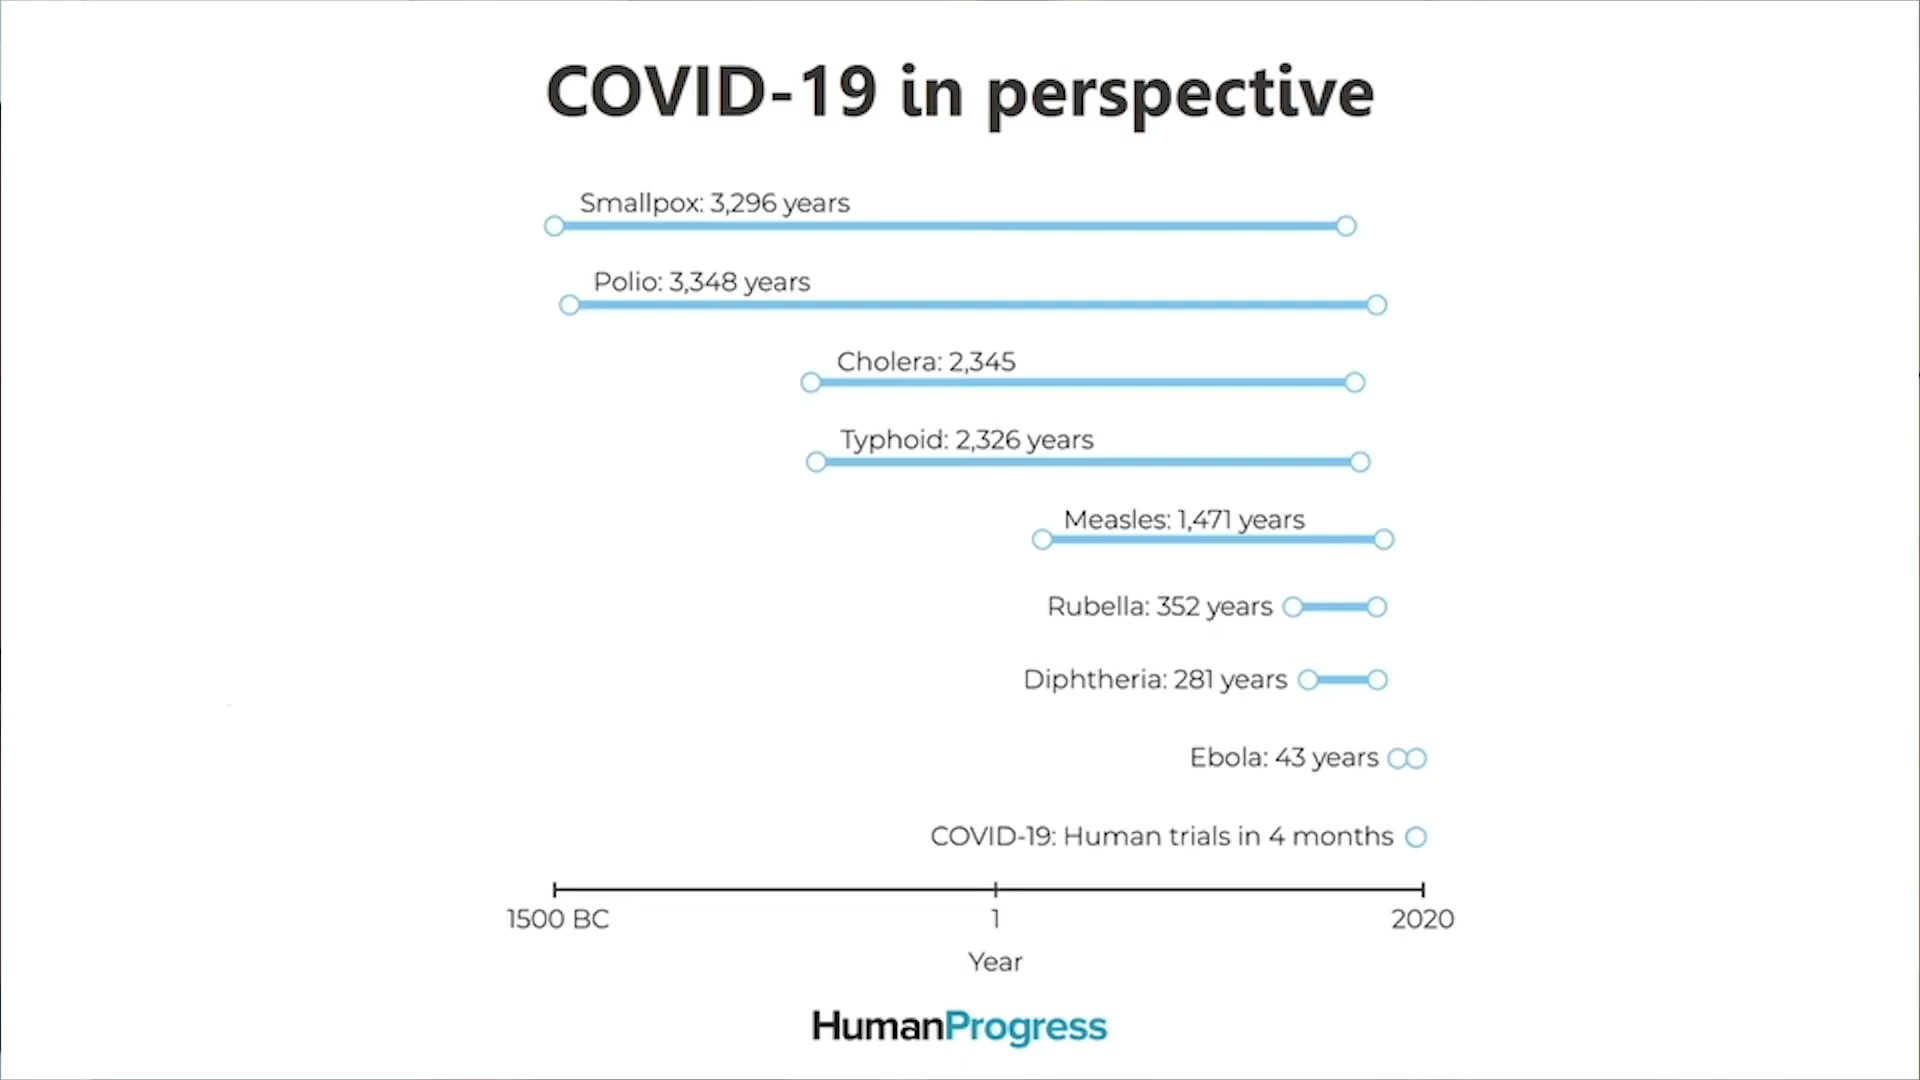 COVID-19 in perspective
Smallpox: 3,296 years
Polio: 3,348 years
Cholera: 2,345
Typhoid: 2,326 years
Measles: 1,471 years
Rubella: 352 years
Diphtheria: 281 years
Ebola: 43 years
COVID-19: Human trials in 4 months
1500 BC 1 2020
Year
HumanProgress